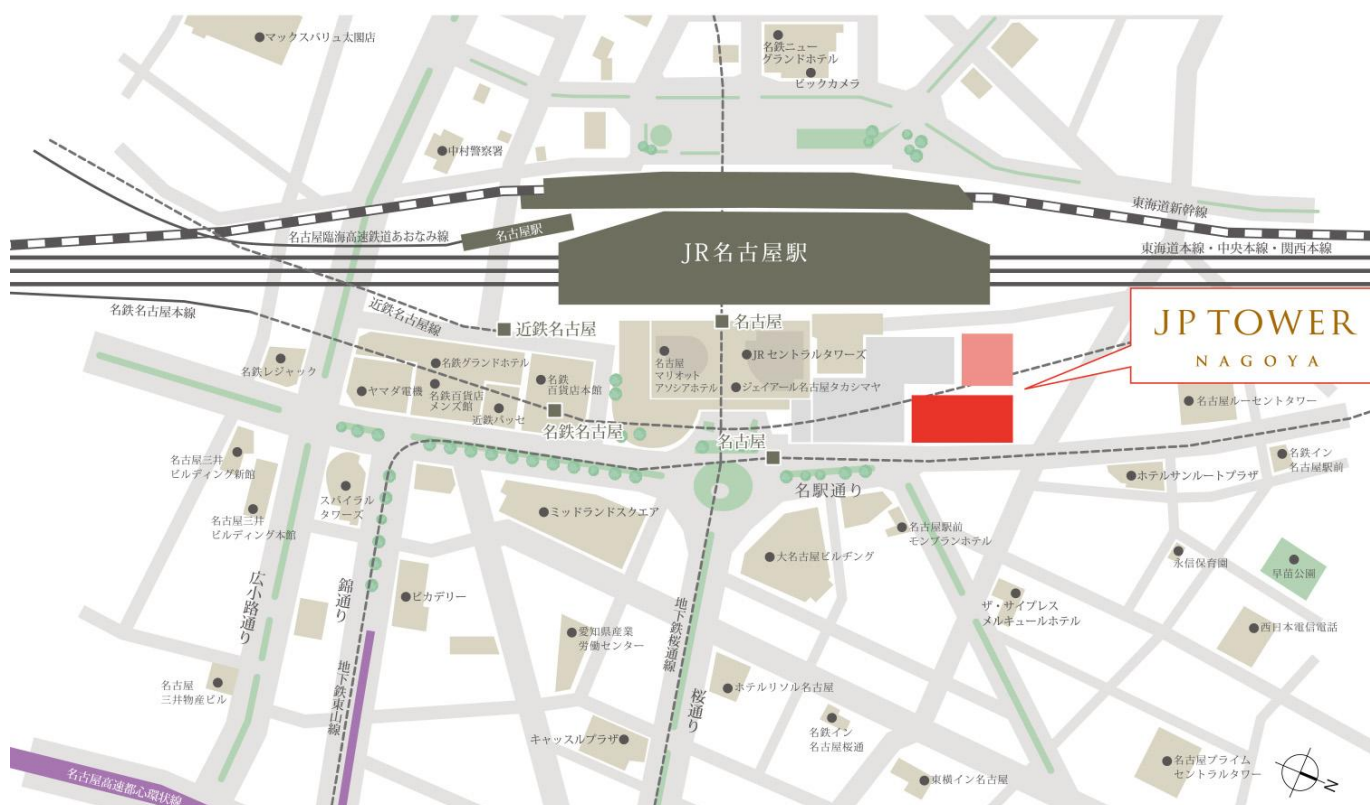 マックスバリュ太閤店
名鉄ニュー
グランドホテル
ビックカメラ
中村警察署
東海道新幹線
名古屋駅
名古屋臨海高速鉄道あおなみ線
JR名古屋駅
東海道本線・中央本線・関西本線
名鉄名古屋本線
近鉄名古屋線
近鉄名古屋
名古屋
JP TOWER
NAGOYA
名鉄レジャック
名鉄グランドホテル
ヤマダ電機
名鉄百貨店
メンズ館
近鉄パッセ
名鉄
百貨店本館
名古屋
マリオット
アソシアホテル
JRセントラルタワーズ
ジェイアール名古屋タカシマヤ
名古屋ルーセントタワー
名鉄名古屋
名古屋
名駅通り
名古屋三井
ビルディング新館
スパイラル
タワーズ
名古屋三井
ビルディング本館
ミッドランドスクエア
大名古屋ビルヂング
名古屋駅前
モンブランホテル
ホテルサンルートプラザ
名鉄イン
名古屋駅前
永信保育園
早苗公園
広小路通り
錦通り
ピカデリー
愛知県産業
労働センター
地下鉄桜通線
ザ・サイプレス
メルキュールホテル
西日本電信電話
名古屋
三井物産ビル
地下鉄東山線
ホテルリソル名古屋
桜通り
キャッスルプラザ
名鉄イン
名古屋桜通
東横イン名古屋
名古屋プライム
セントラルタワー
名古屋高速都心環状線
N